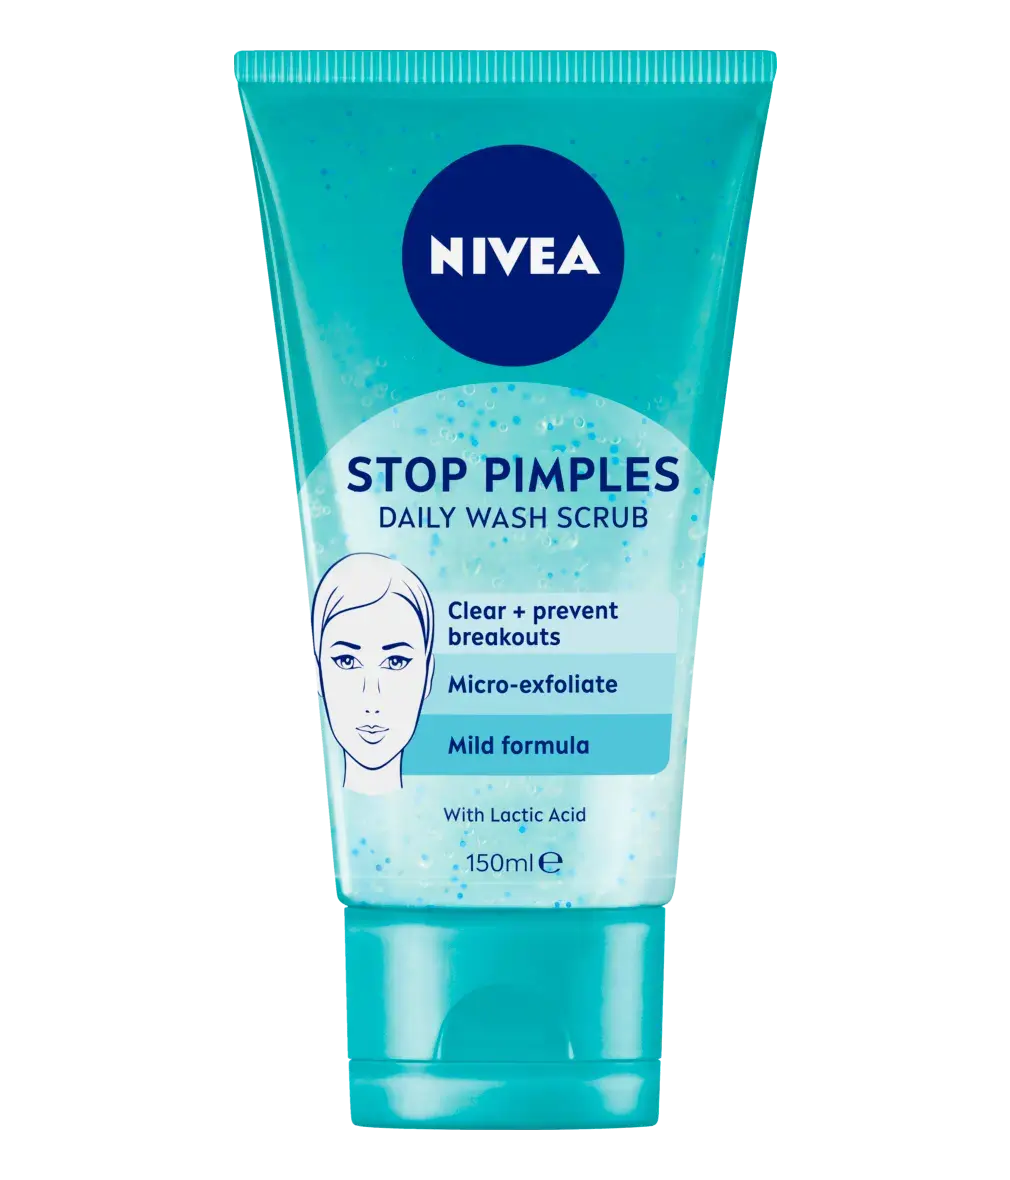 NIVEA
STOP PIMPLES
DAILY WASH SCRUB
Clear + prevent
breakouts
Micro-exfoliate
Mild formula
With Lactic Acid
150ml ℮